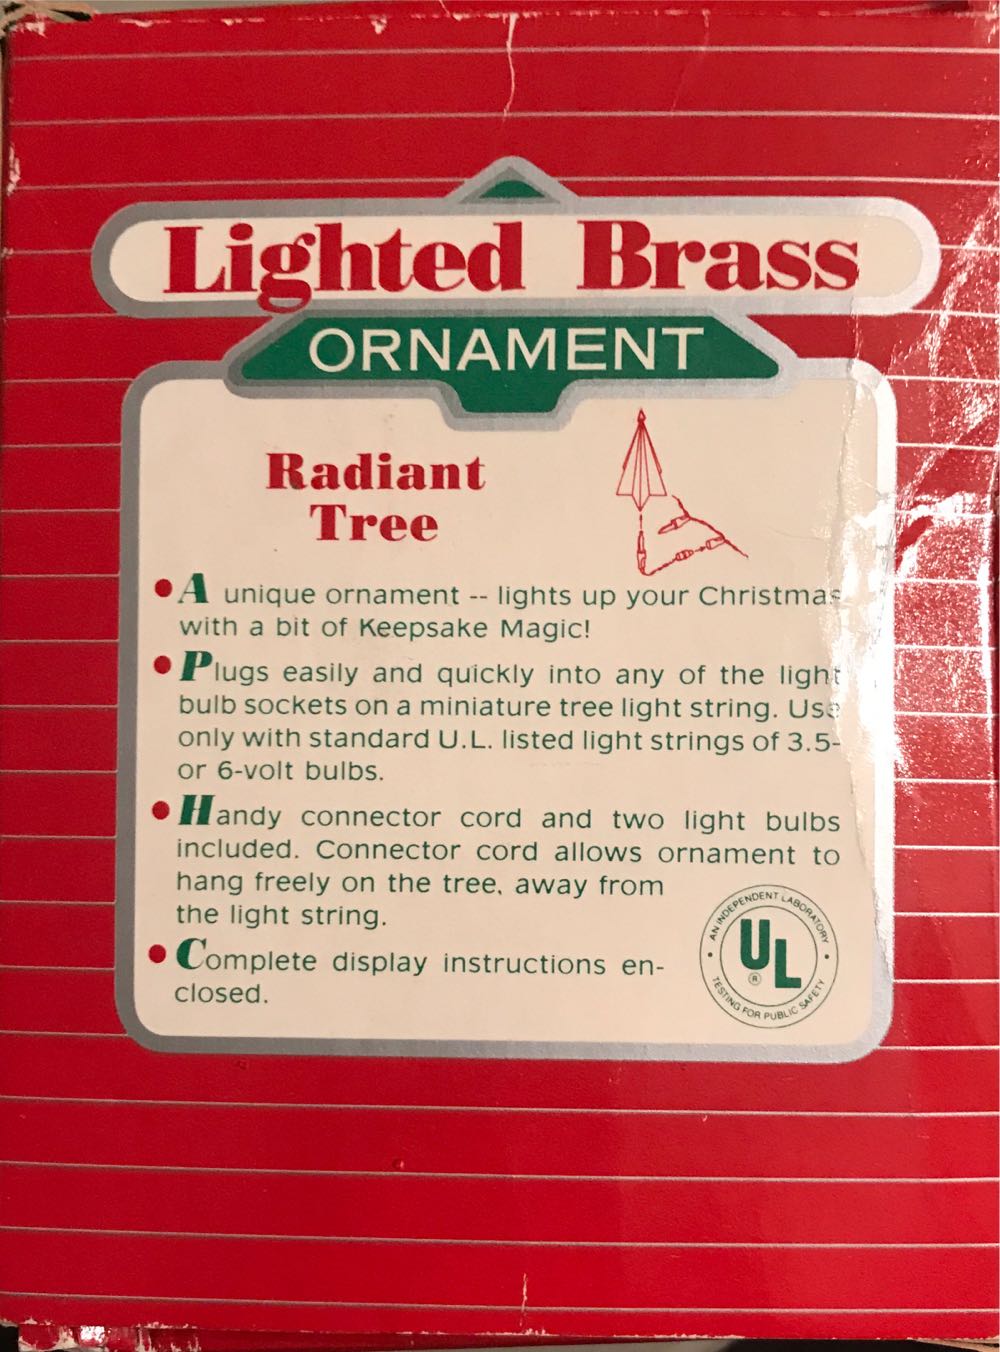 Lighted Brass
ORNAMENT
Radiant
Tree
• A unique ornament -- lights up your Christmas
with a bit of Keepsake Magic!
• Plugs easily and quickly into any of the light
bulb sockets on a miniature tree light string. Use
only with standard U.L. listed light strings of 3.5-
or 6-volt bulbs.
• Handy connector cord and two light bulbs
included. Connector cord allows ornament to
hang freely on the tree, away from
the light string.
• Complete display instructions en-
closed.
AN INDEPENDENT LABORATORY
UL
®
TESTING FOR PUBLIC SAFETY